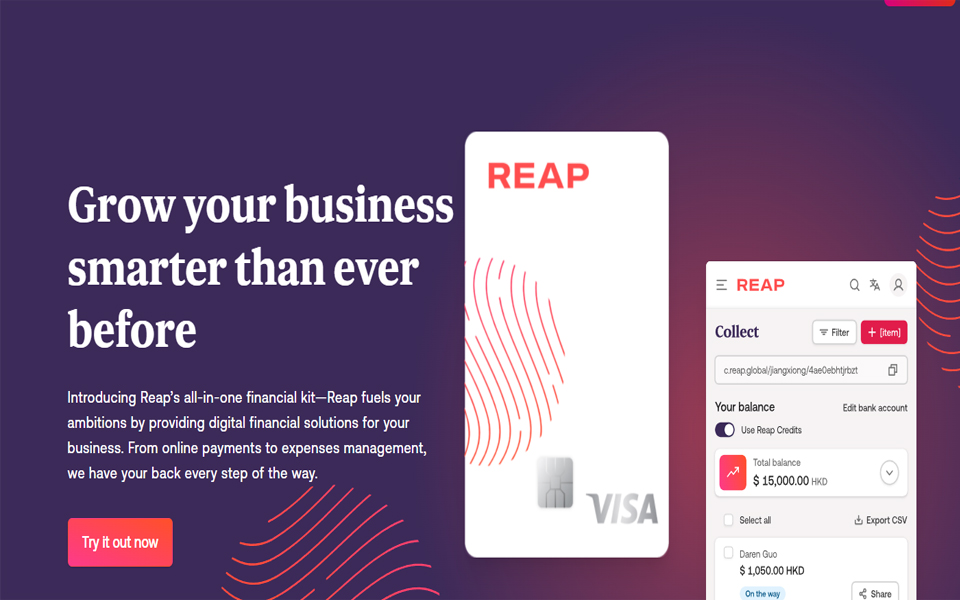 Grow your business
smarter than ever
before
Introducing Reap's all-in-one financial kit—Reap fuels your
ambitions by providing digital financial solutions for your
business. From online payments to expenses management,
we have your back every step of the way.
Try it out now
REAP
VISA
REAP
Collect
Filter
+ [item]
c.reap.global/jiangxiong/4ae0ebhtjrbzt
Your balance
Edit bank account
Use Reap Credits
Total balance
$ 15,000.00 HKD
Select all
Export CSV
Daren Guo
$ 1,050.00 HKD
On the way
Share